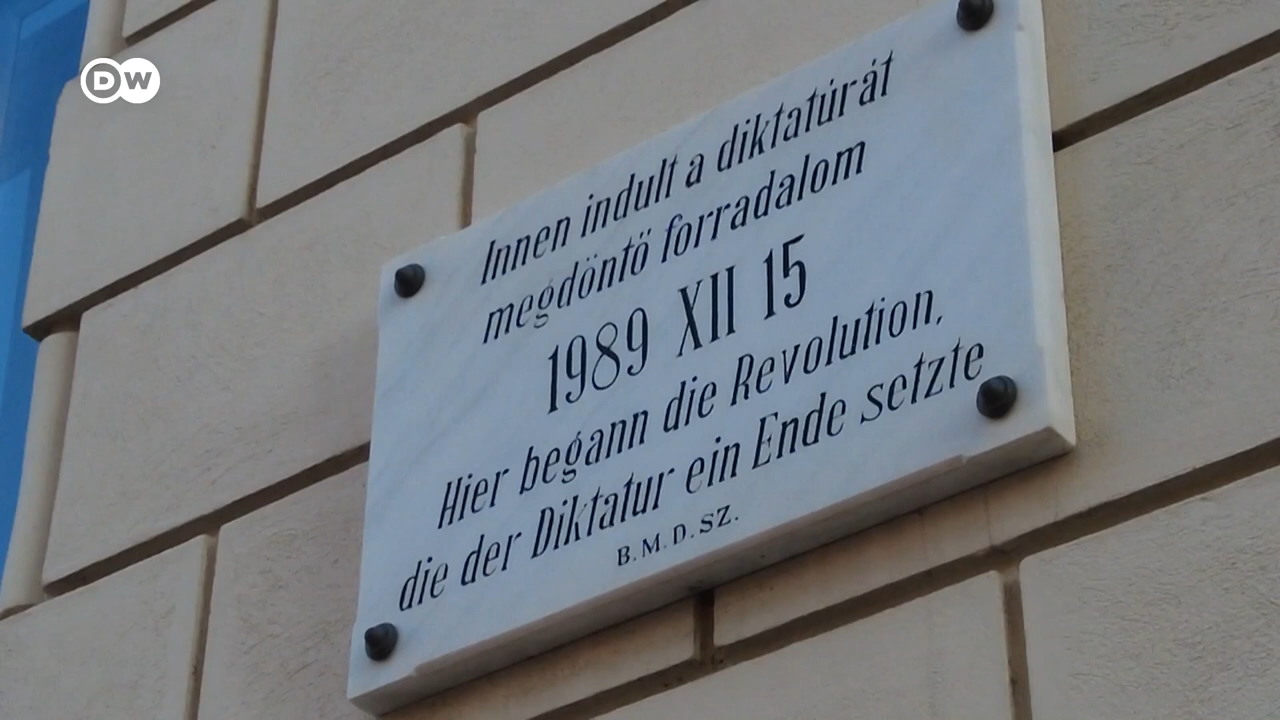 DW
Innen indult a diktatúrát
megdöntö forradalom
1989 XII 15
Hier begann die Revolution,
die der Diktatur ein Ende setzte
B.M.D.SZ.